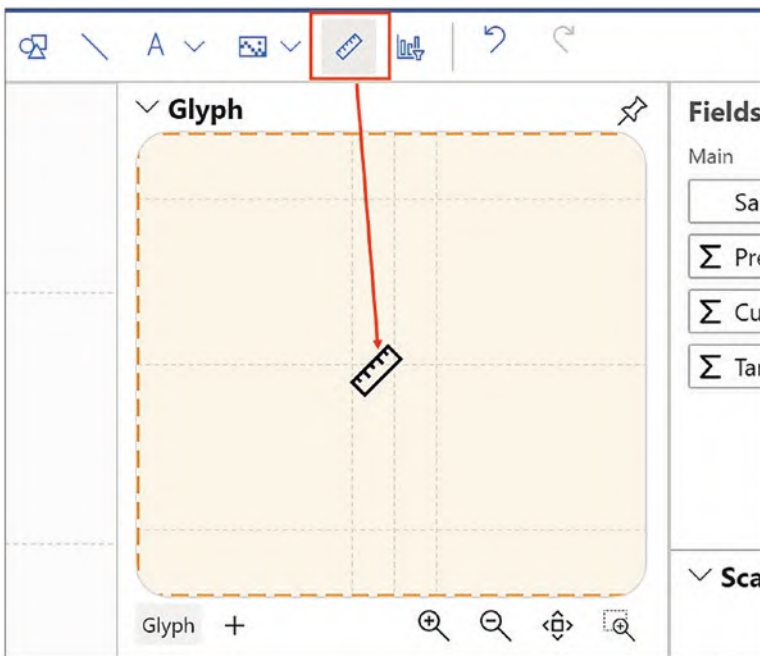 A
Glyph
Fields
Main
Sa
Σ Pre
Σ Cu
Σ Tar
Sca
Glyph +